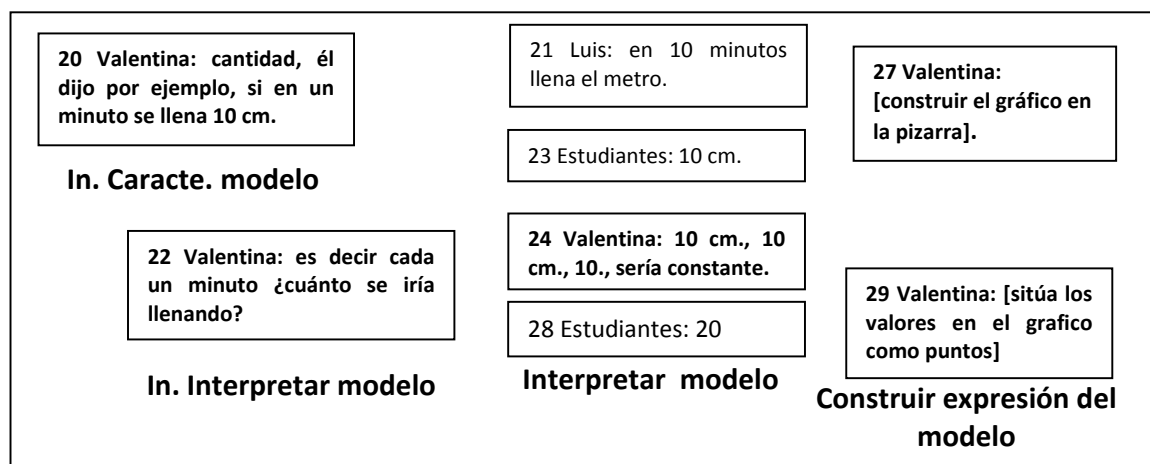 20 Valentina: cantidad, él
dijo por ejemplo, si en un
minuto se llena 10 cm.
In. Caracte. modelo
22 Valentina: es decir cada
un minuto ¿cuánto se iría
llenando?
In. Interpretar modelo
21 Luis: en 10 minutos
llena el metro.
23 Estudiantes: 10 cm.
24 Valentina: 10 cm., 10
cm., 10., sería constante.
28 Estudiantes: 20
Interpretar modelo
27 Valentina:
[construir el gráfico en
la pizarra].
29 Valentina: [sitúa los
valores en el grafico
como puntos]
Construir expresión del
modelo